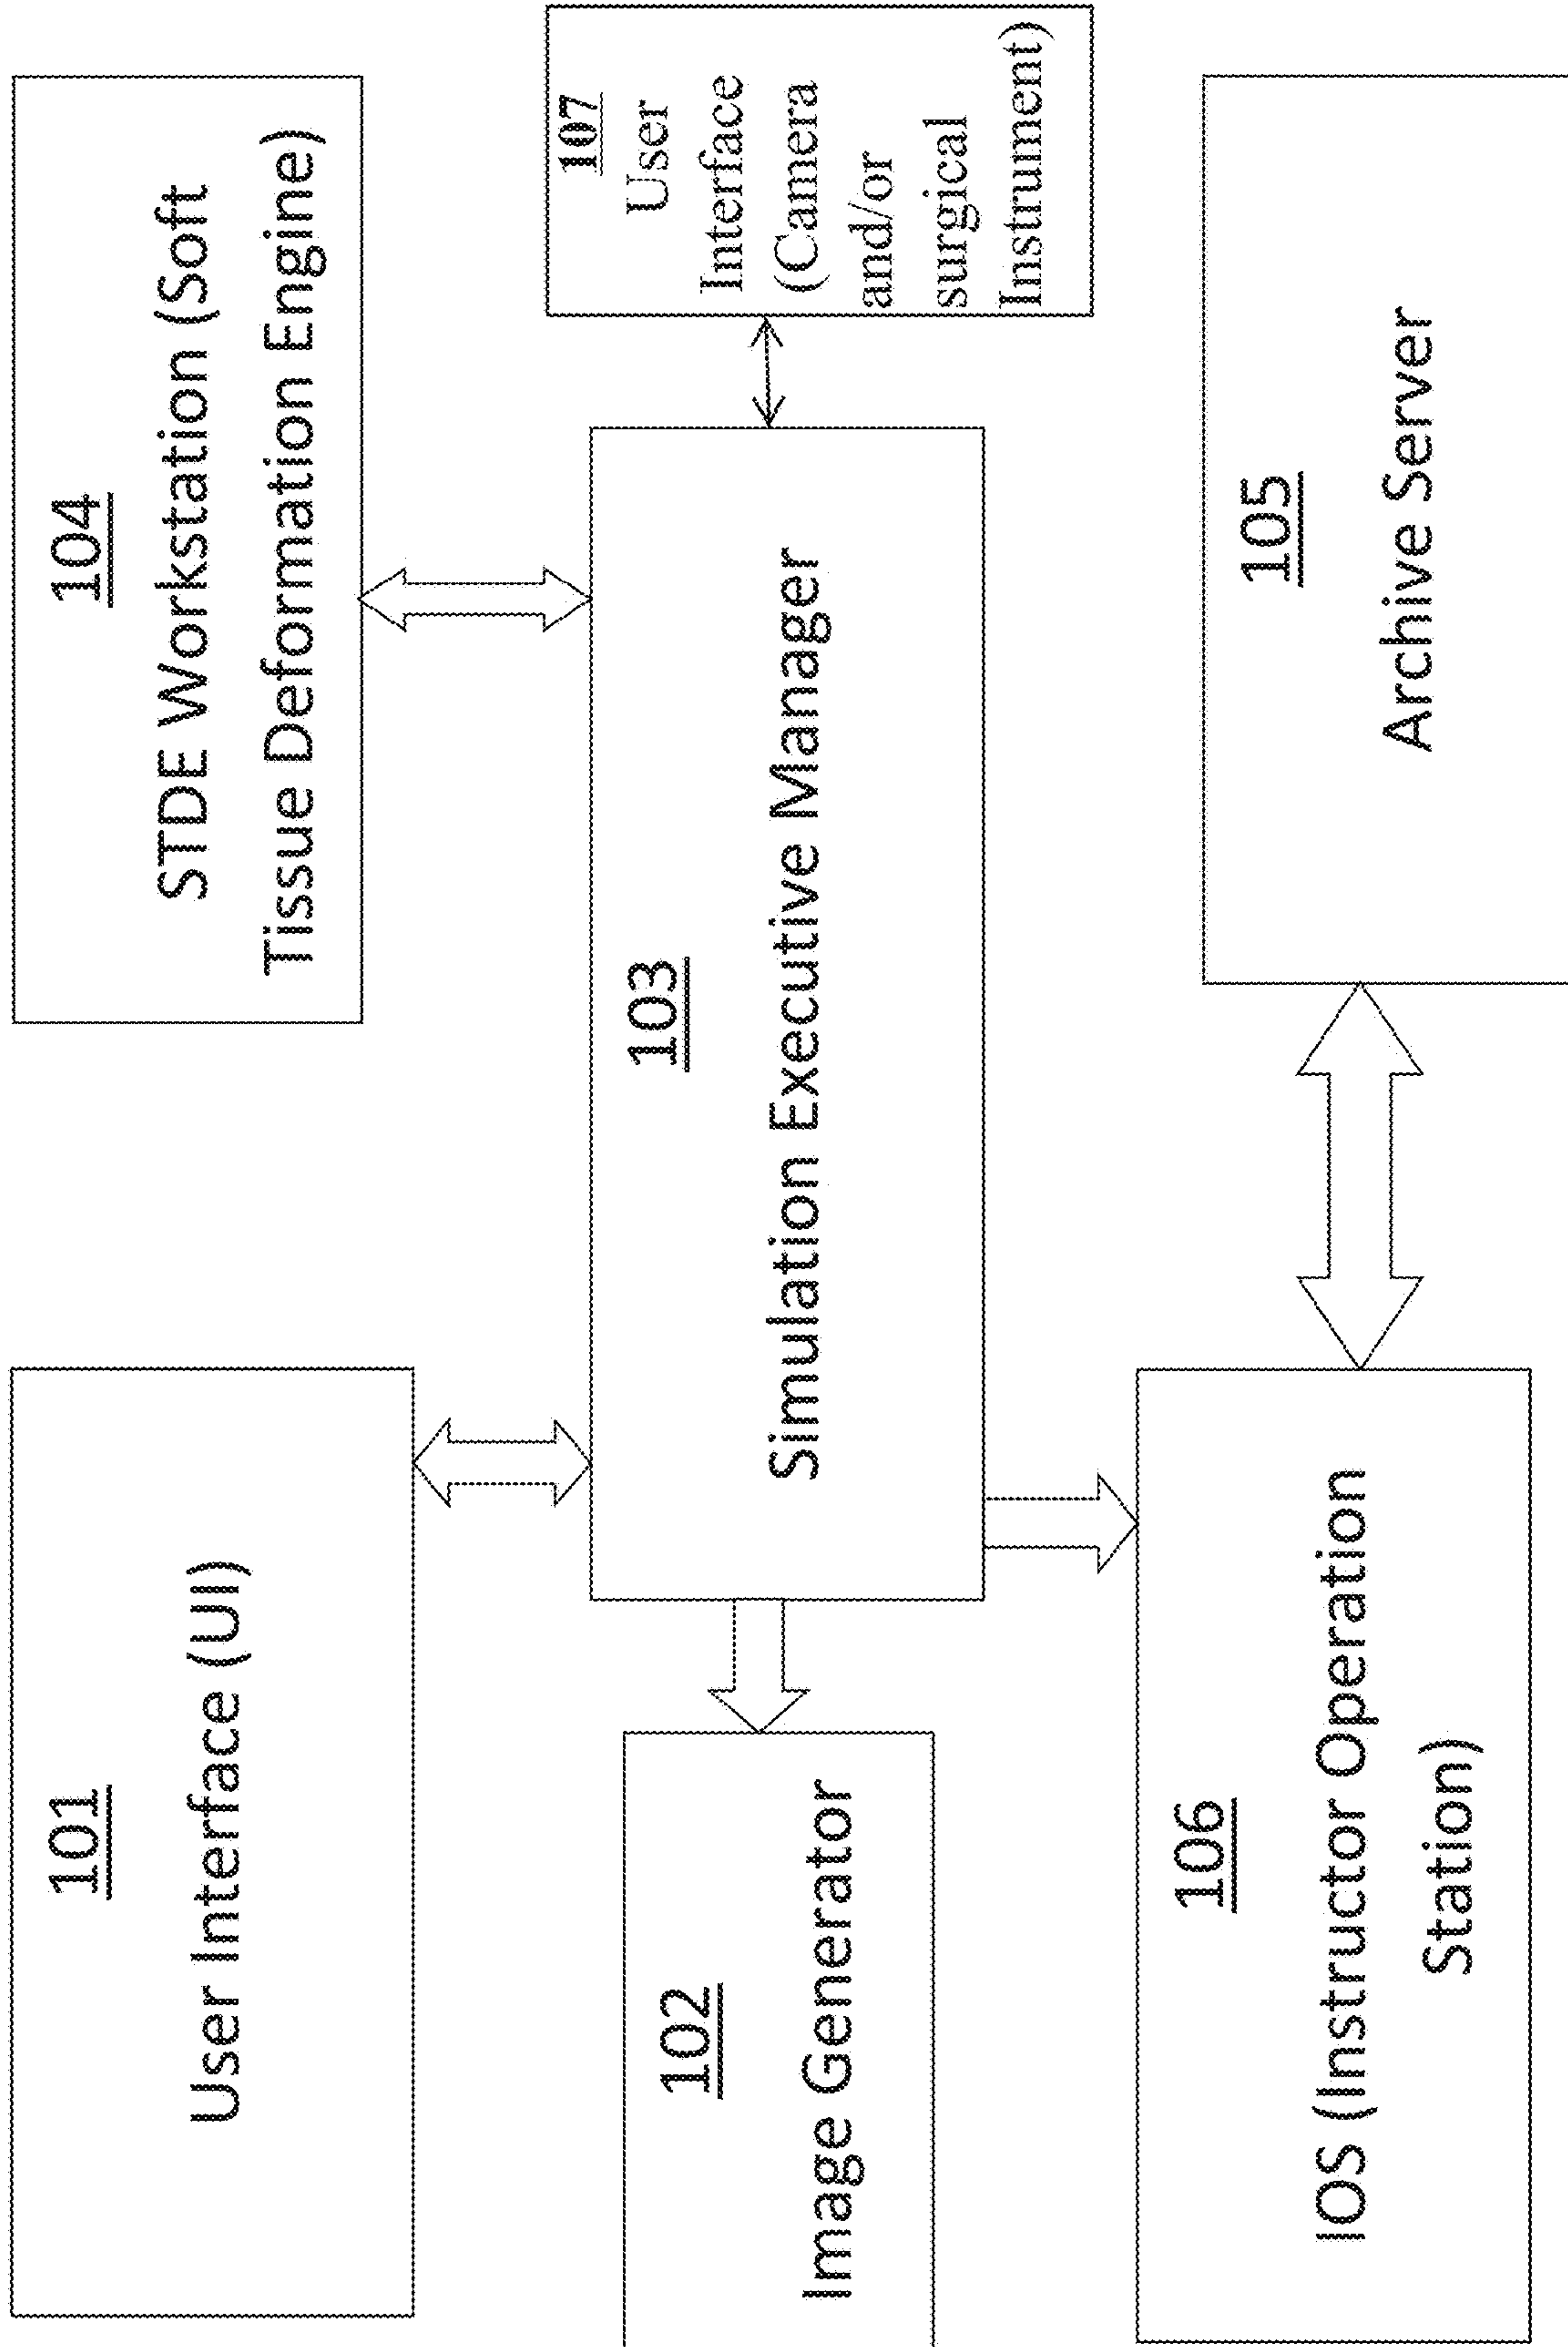 101
User Interface (UI)
104
STDE Workstation (Soft
Tissue Deformation Engine)
102
Image Generator
103
Simulation Executive Manager
107
User
Interface
(Camera
and/or
surgical
Instrument)
106
IOS (Instructor Operation
Station)
105
Archive Server